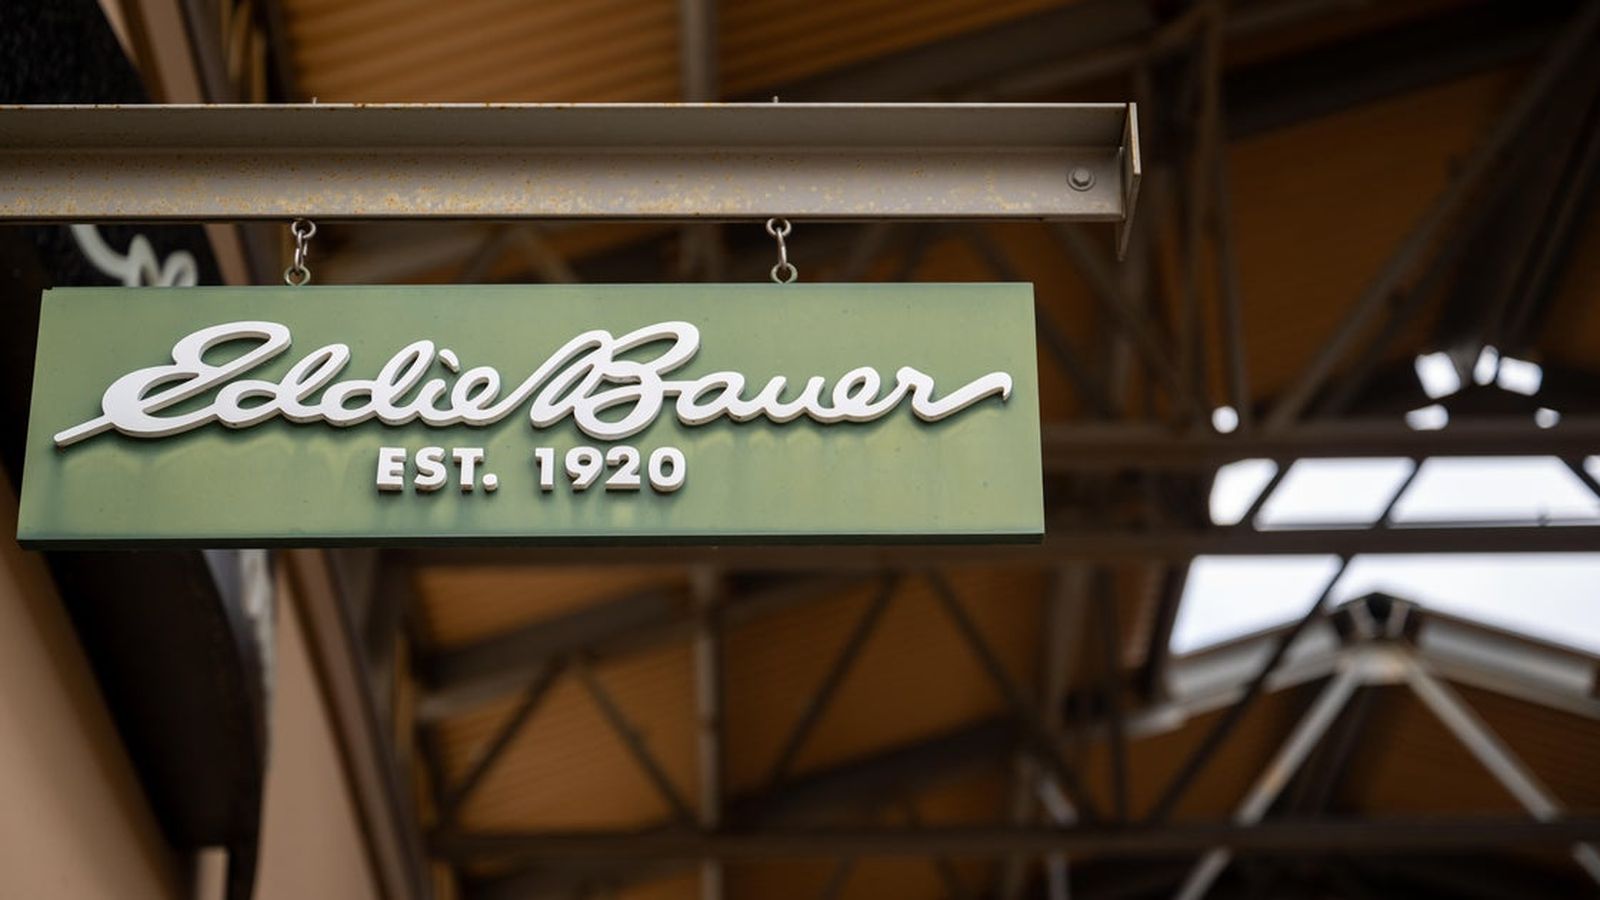 Eddie Bauer
EST. 1920